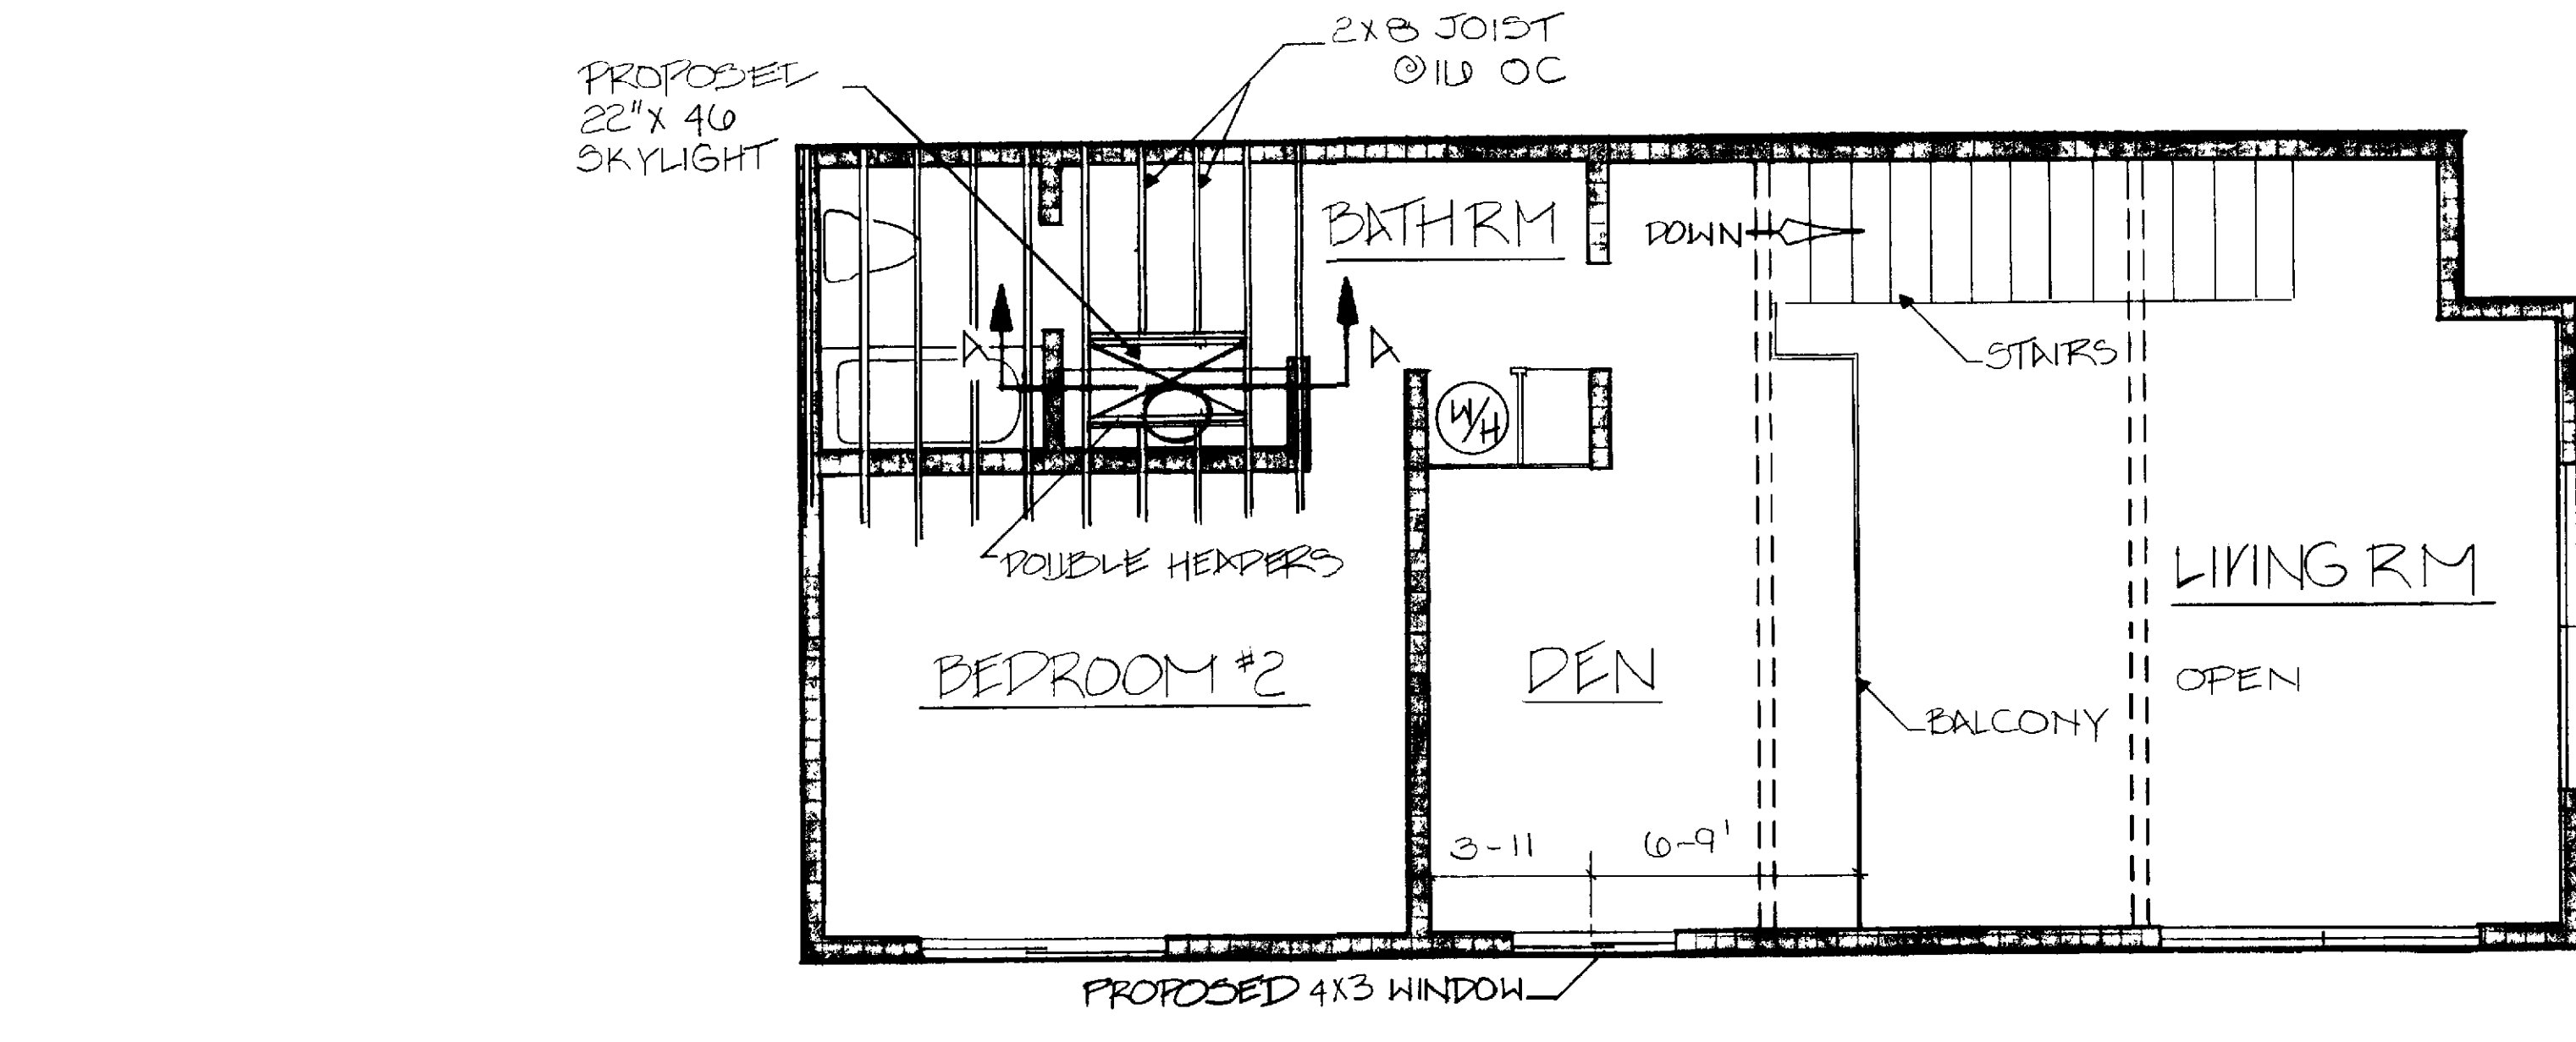 2X8 JOIST
@16 OC
PROPOSED
22"X 46
SKYLIGHT
BATH RM
DOWN
A
A
STAIRS
W/H
DOUBLE HEADERS
LIVING RM
BEDROOM #2
DEN
OPEN
BALCONY
3-11
6-9'
PROPOSED 4X3 WINDOW